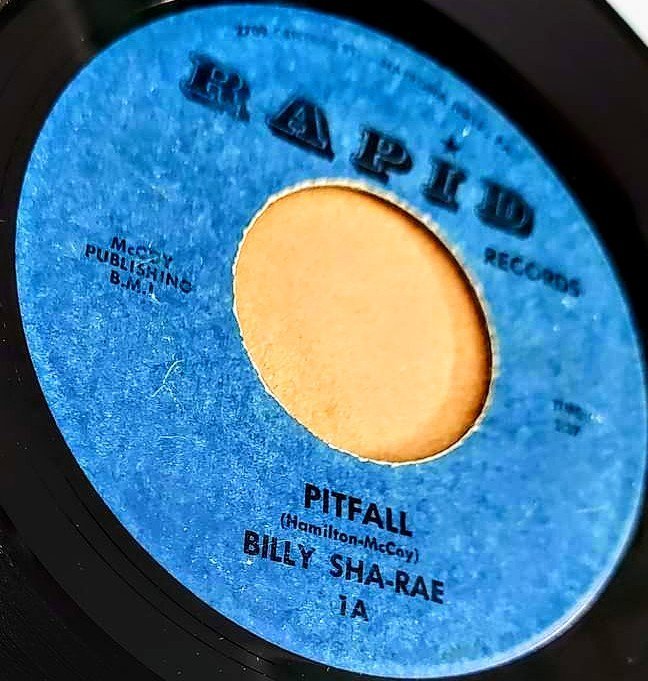 RAPID
RECORDS
McCOY
PUBLISHING
B.M.I
PITFALL
(Hamilton-McCoy)
BILLY SHA-RAE
1A